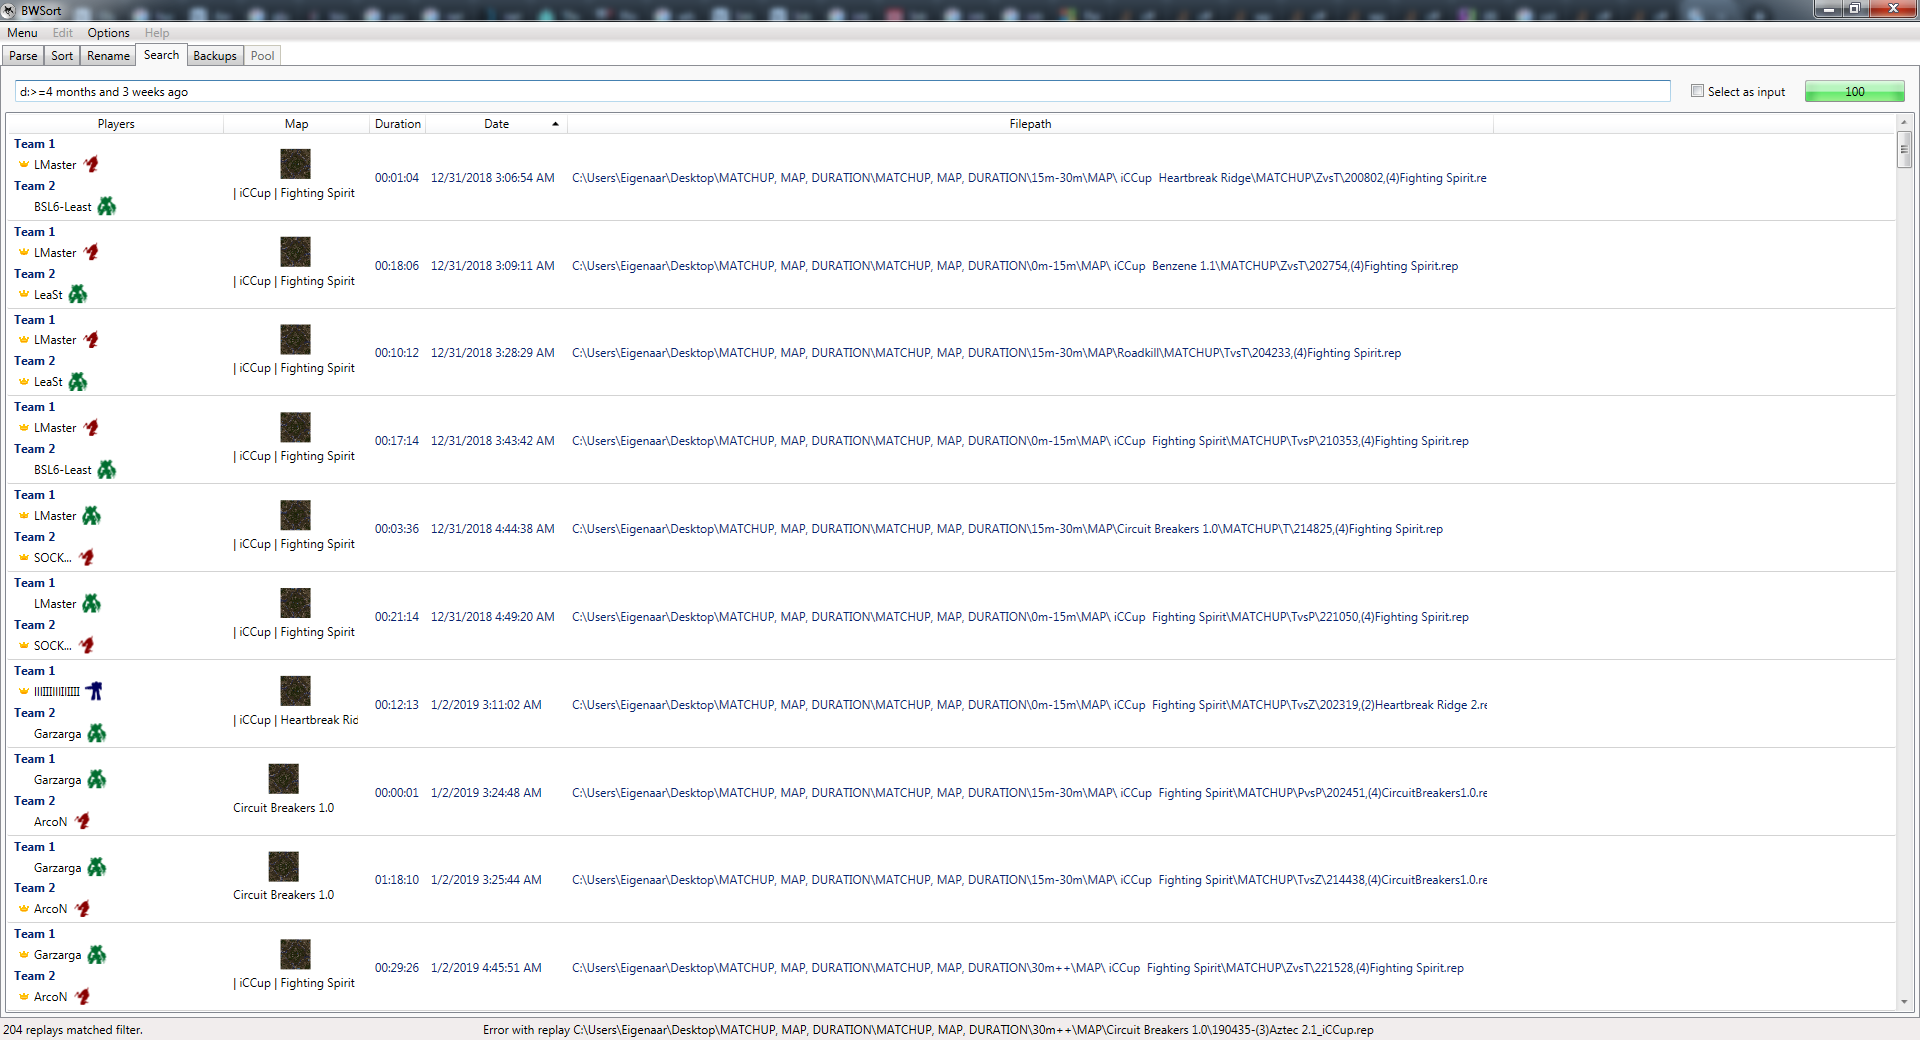 BWSort
Menu Edit Options Help
Parse Sort Rename Search Backups Pool
d:>=4 months and 3 weeks ago
Select as input
100
Players Map Duration Date Filepath
Team 1
LMaster
Team 2
BSL6-Least
| iCCup | Fighting Spirit
00:01:04 12/31/2018 3:06:54 AM C:\Users\Eigenaar\Desktop\MATCHUP, MAP, DURATION\MATCHUP, MAP, DURATION\15m-30m\MAP\ iCCup  Heartbreak Ridge\MATCHUP\ZvsT\200802,(4)Fighting Spirit.re
Team 1
LMaster
Team 2
LeaSt
| iCCup | Fighting Spirit
00:18:06 12/31/2018 3:09:11 AM C:\Users\Eigenaar\Desktop\MATCHUP, MAP, DURATION\MATCHUP, MAP, DURATION\0m-15m\MAP\ iCCup  Benzene 1.1\MATCHUP\ZvsT\202754,(4)Fighting Spirit.rep
Team 1
LMaster
Team 2
LeaSt
| iCCup | Fighting Spirit
00:10:12 12/31/2018 3:28:29 AM C:\Users\Eigenaar\Desktop\MATCHUP, MAP, DURATION\MATCHUP, MAP, DURATION\15m-30m\MAP\Roadkill\MATCHUP\TvsT\204233,(4)Fighting Spirit.rep
Team 1
LMaster
Team 2
BSL6-Least
| iCCup | Fighting Spirit
00:17:14 12/31/2018 3:43:42 AM C:\Users\Eigenaar\Desktop\MATCHUP, MAP, DURATION\MATCHUP, MAP, DURATION\0m-15m\MAP\ iCCup  Fighting Spirit\MATCHUP\TvsP\210353,(4)Fighting Spirit.rep
Team 1
LMaster
Team 2
SOCK...
| iCCup | Fighting Spirit
00:03:36 12/31/2018 4:44:38 AM C:\Users\Eigenaar\Desktop\MATCHUP, MAP, DURATION\MATCHUP, MAP, DURATION\15m-30m\MAP\Circuit Breakers 1.0\MATCHUP\T\214825,(4)Fighting Spirit.rep
Team 1
LMaster
Team 2
SOCK...
| iCCup | Fighting Spirit
00:21:14 12/31/2018 4:49:20 AM C:\Users\Eigenaar\Desktop\MATCHUP, MAP, DURATION\MATCHUP, MAP, DURATION\0m-15m\MAP\ iCCup  Fighting Spirit\MATCHUP\TvsP\221050,(4)Fighting Spirit.rep
Team 1
Team 2
Garzarga
| iCCup | Heartbreak Rid
00:12:13 1/2/2019 3:11:02 AM C:\Users\Eigenaar\Desktop\MATCHUP, MAP, DURATION\MATCHUP, MAP, DURATION\0m-15m\MAP\ iCCup  Fighting Spirit\MATCHUP\TvsZ\202319,(2)Heartbreak Ridge 2.re
Team 1
Garzarga
Team 2
ArcoN
Circuit Breakers 1.0
00:00:01 1/2/2019 3:24:48 AM C:\Users\Eigenaar\Desktop\MATCHUP, MAP, DURATION\MATCHUP, MAP, DURATION\15m-30m\MAP\ iCCup  Fighting Spirit\MATCHUP\PvsP\202451,(4)CircuitBreakers1.0.re
Team 1
Garzarga
Team 2
ArcoN
Circuit Breakers 1.0
01:18:10 1/2/2019 3:25:44 AM C:\Users\Eigenaar\Desktop\MATCHUP, MAP, DURATION\MATCHUP, MAP, DURATION\15m-30m\MAP\ iCCup  Fighting Spirit\MATCHUP\TvsZ\214438,(4)CircuitBreakers1.0.re
Team 1
Garzarga
Team 2
ArcoN
| iCCup | Fighting Spirit
00:29:26 1/2/2019 4:45:51 AM C:\Users\Eigenaar\Desktop\MATCHUP, MAP, DURATION\MATCHUP, MAP, DURATION\30m++\MAP\ iCCup  Fighting Spirit\MATCHUP\ZvsT\221528,(4)Fighting Spirit.rep
204 replays matched filter.
Error with replay C:\Users\Eigenaar\Desktop\MATCHUP, MAP, DURATION\MATCHUP, MAP, DURATION\30m++\MAP\Circuit Breakers 1.0\190435-(3)Aztec 2.1_iCCup.rep